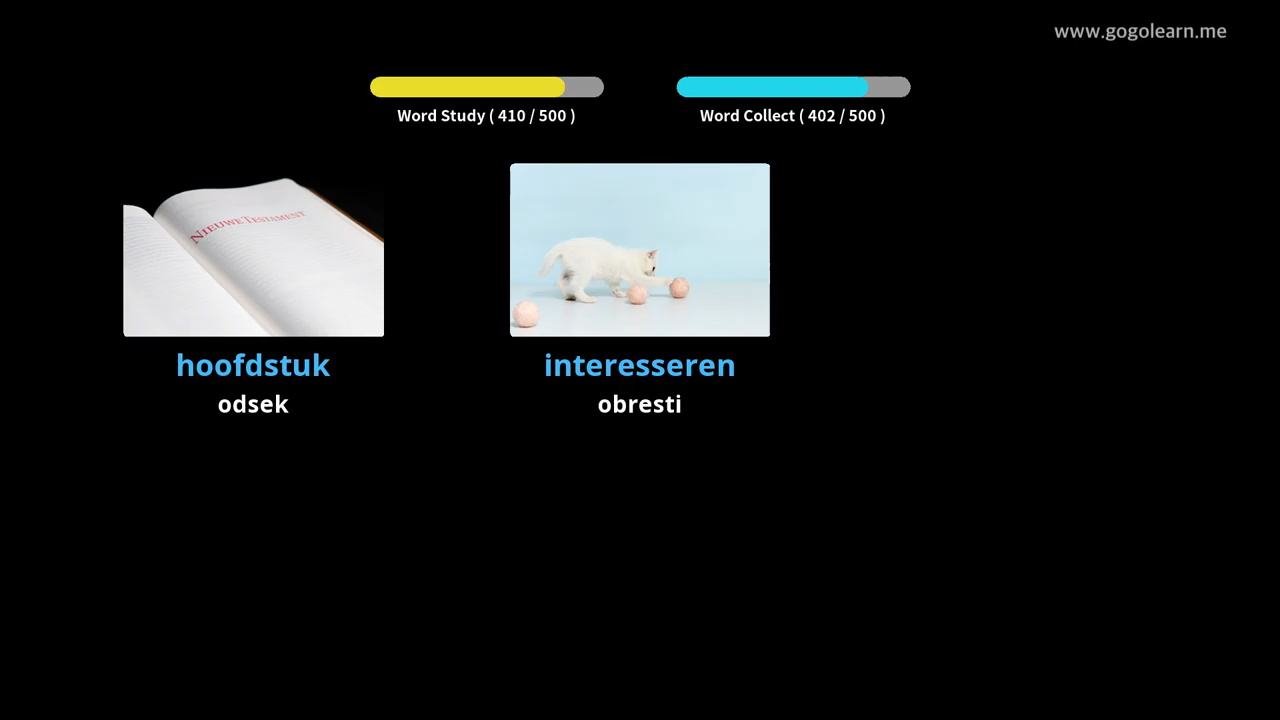 www.gogolearn.me
Word Study ( 410 / 500 )
Word Collect ( 402 / 500 )
NIEUWE TESTAMENT
hoofdstuk
odsek
interesseren
obresti